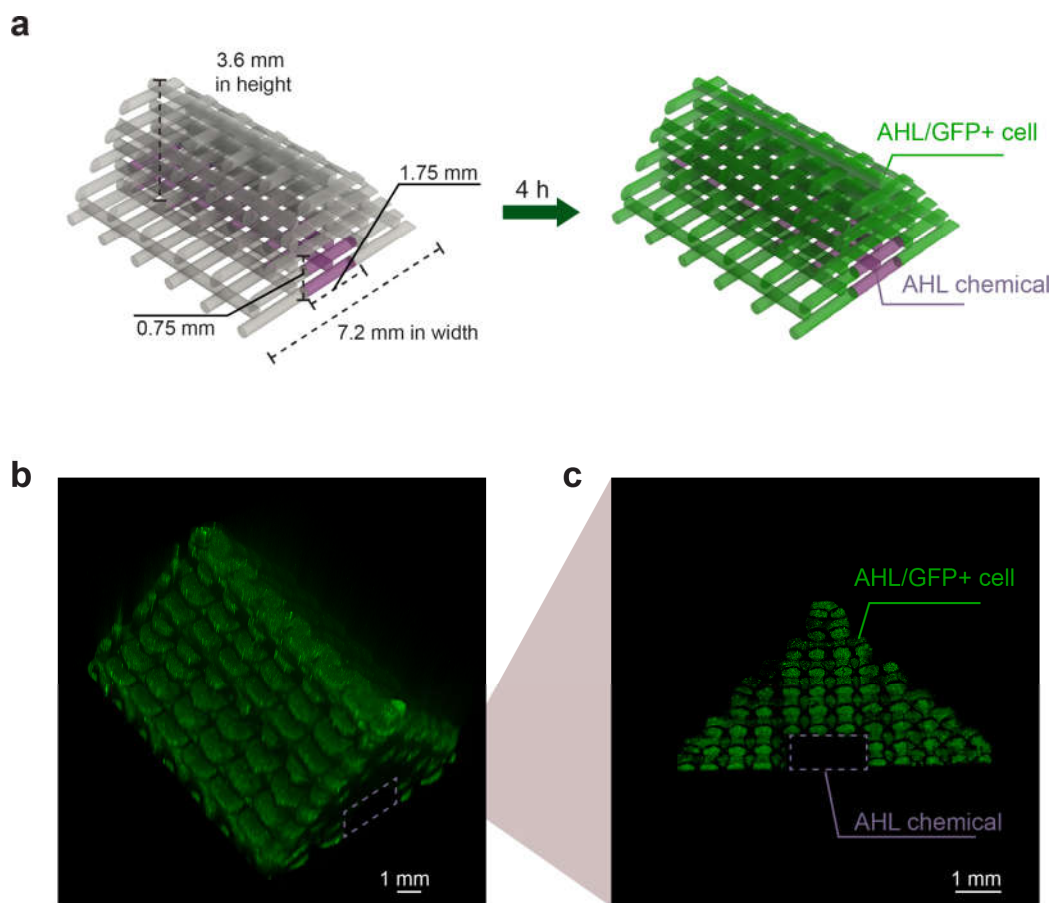 a
3.6 mm
in height
1.75 mm
0.75 mm
7.2 mm in width
4 h
AHL/GFP+ cell
AHL chemical
b
1 mm
c
AHL/GFP+ cell
AHL chemical
1 mm